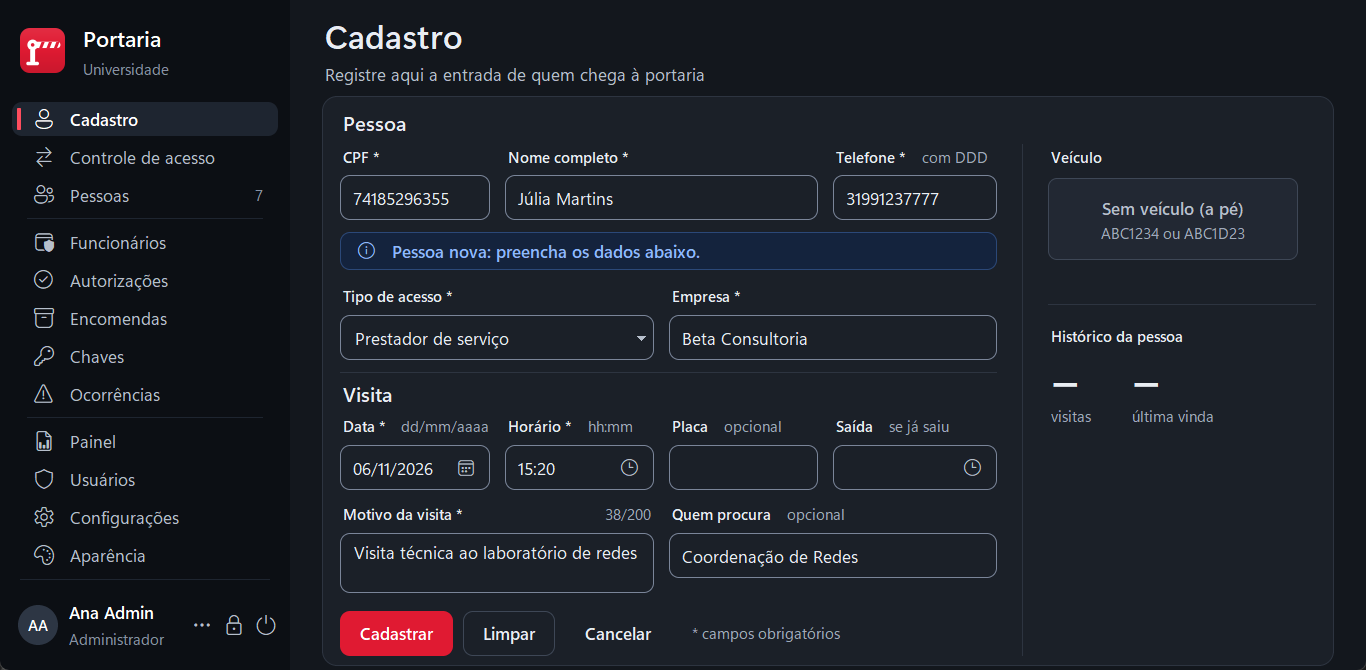 Portaria
Universidade
Cadastro
Controle de acesso
Pessoas 7
Funcionários
Autorizações
Encomendas
Chaves
Ocorrências
Painel
Usuários
Configurações
Aparência
AA
Ana Admin
Administrador
Cadastro
Registre aqui a entrada de quem chega à portaria
Pessoa
CPF * Nome completo * Telefone * com DDD
74185296355 Júlia Martins 31991237777
Pessoa nova: preencha os dados abaixo.
Tipo de acesso * Empresa *
Prestador de serviço Beta Consultoria
Visita
Data * dd/mm/aaaa Horário * hh:mm Placa opcional Saída se já saiu
06/11/2026 15:20
Motivo da visita * 38/200 Quem procura opcional
Visita técnica ao laboratório de redes Coordenação de Redes
Cadastrar Limpar Cancelar * campos obrigatórios
Veículo
Sem veículo (a pé)
ABC1234 ou ABC1D23
Histórico da pessoa
— —
visitas última vinda